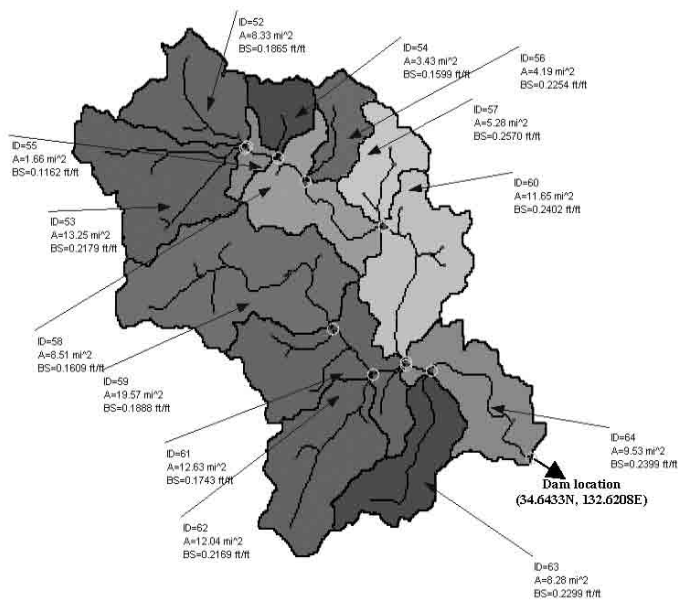 ID=52
A=8.33 mi^2
BS=0.1865 ft/ft
ID=54
A=3.43 mi^2
BS=0.1599 ft/ft
ID=56
A=4.19 mi^2
BS=0.2254 ft/ft
ID=57
A=5.28 mi^2
BS=0.2570 ft/ft
ID=55
A=1.66 mi^2
BS=0.1162 ft/ft
ID=60
A=11.65 mi^2
BS=0.2402 ft/ft
ID=53
A=13.25 mi^2
BS=0.2179 ft/ft
ID=58
A=8.51 mi^2
BS=0.1609 ft/ft
ID=59
A=19.57 mi^2
BS=0.1888 ft/ft
ID=61
A=12.63 mi^2
BS=0.1743 ft/ft
ID=64
A=9.53 mi^2
BS=0.2399 ft/ft
Dam location
(34.6433N, 132.6208E)
ID=62
A=12.04 mi^2
BS=0.2169 ft/ft
ID=63
A=8.28 mi^2
BS=0.2299 ft/ft